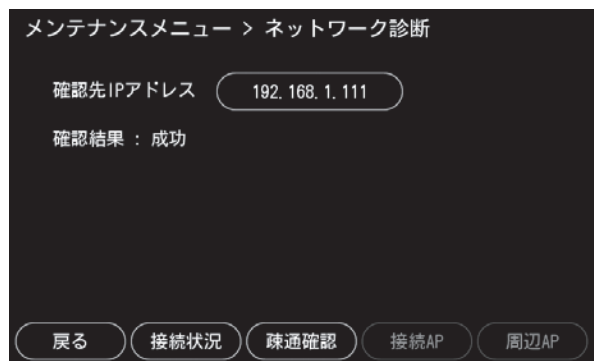 メンテナンスメニュー > ネットワーク診断
確認先IPアドレス 192.168.1.111
確認結果 : 成功
戻る 接続状況 疎通確認 接続AP 周辺AP